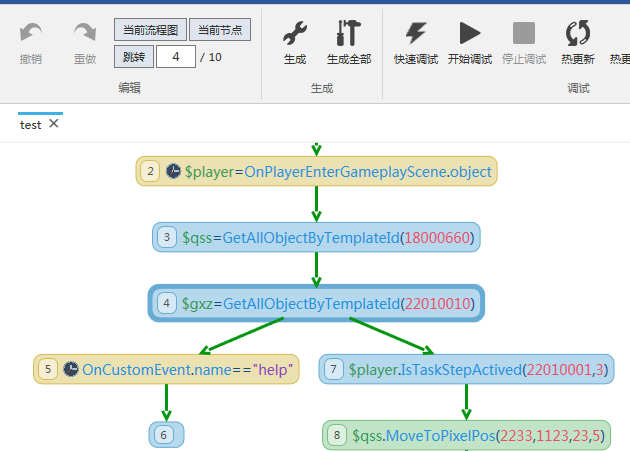 当前流程图 当前节点
撤销 重做 跳转 4 / 10 生成 生成全部 快速调试 开始调试 停止调试 热更新 热更
编辑 生成 调试
test
2 $player=OnPlayerEnterGameplayScene.object
3 $qss=GetAllObjectByTemplateId(18000660)
4 $gxz=GetAllObjectByTemplateId(22010010)
5 OnCustomEvent.name=="help"
7 $player.IsTaskStepActived(22010001,3)
6
8 $qss.MoveToPixelPos(2233,1123,23,5)